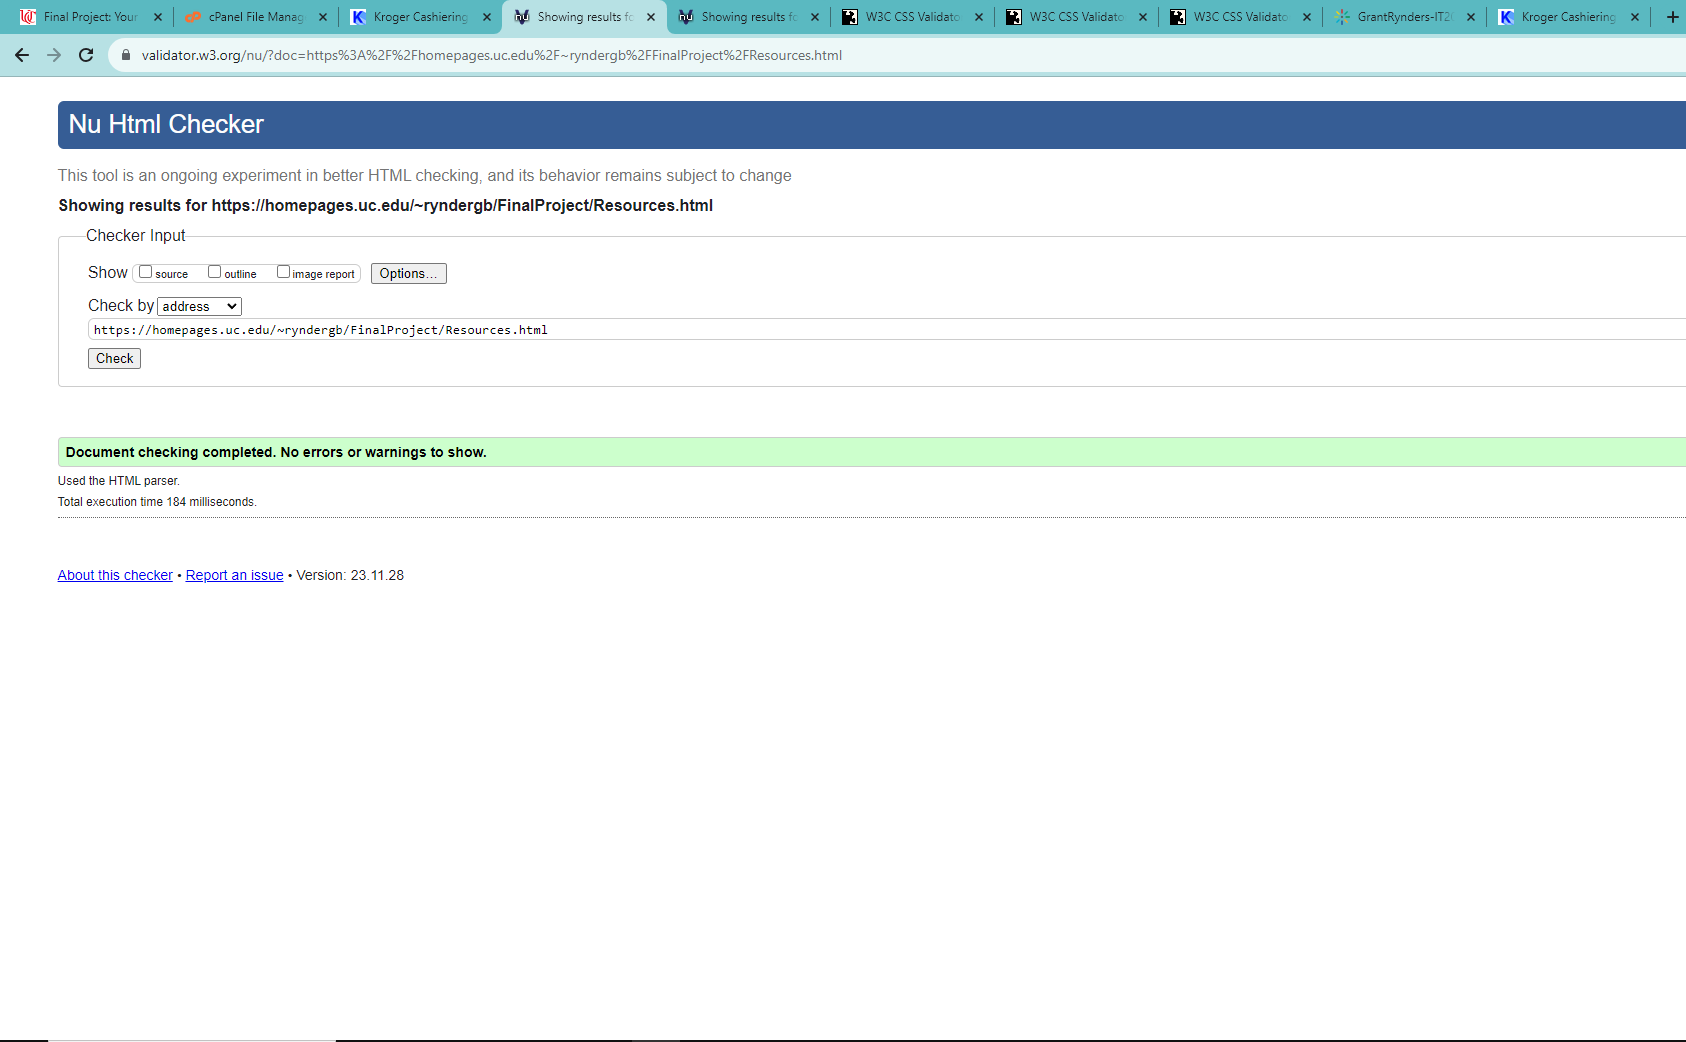 Final Project: Your
cPanel File Manag
Kroger Cashiering
Showing results fo
Showing results fo
W3C CSS Validato
W3C CSS Validato
W3C CSS Validato
GrantRynders-IT20
Kroger Cashiering
validator.w3.org/nu/?doc=https%3A%2F%2Fhomepages.uc.edu%2F~ryndergb%2FFinalProject%2FResources.html
Nu Html Checker
This tool is an ongoing experiment in better HTML checking, and its behavior remains subject to change
Showing results for https://homepages.uc.edu/~ryndergb/FinalProject/Resources.html
Checker Input
Show source outline image report Options...
Check by address
https://homepages.uc.edu/~ryndergb/FinalProject/Resources.html
Check
Document checking completed. No errors or warnings to show.
Used the HTML parser.
Total execution time 184 milliseconds.
About this checker • Report an issue • Version: 23.11.28